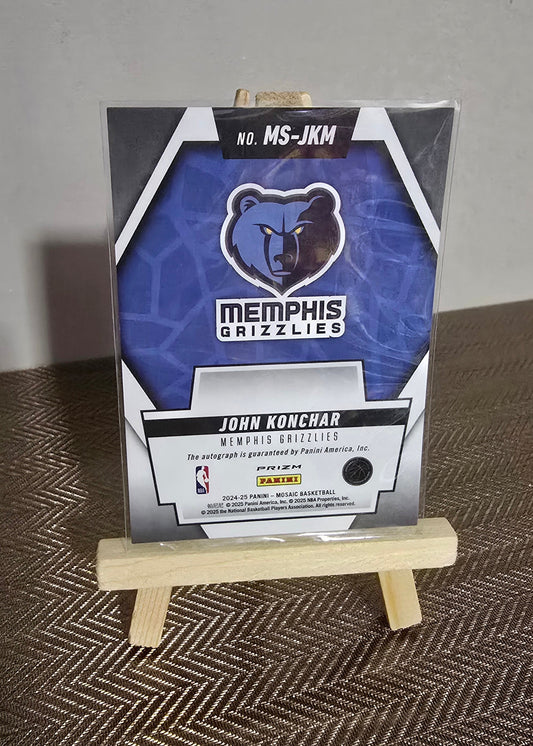 NO. MS-JKM
MEMPHIS
GRIZZLIES
JOHN KONCHAR
MEMPHIS GRIZZLIES
The autograph is guaranteed by Panini America, Inc.
PRIZM
PANINI
2024-25 PANINI – MOSAIC BASKETBALL
© 2025 Panini America, Inc. © 2025 NBA Properties, Inc.
© 2025 the National Basketball Players Association. All rights reserved.